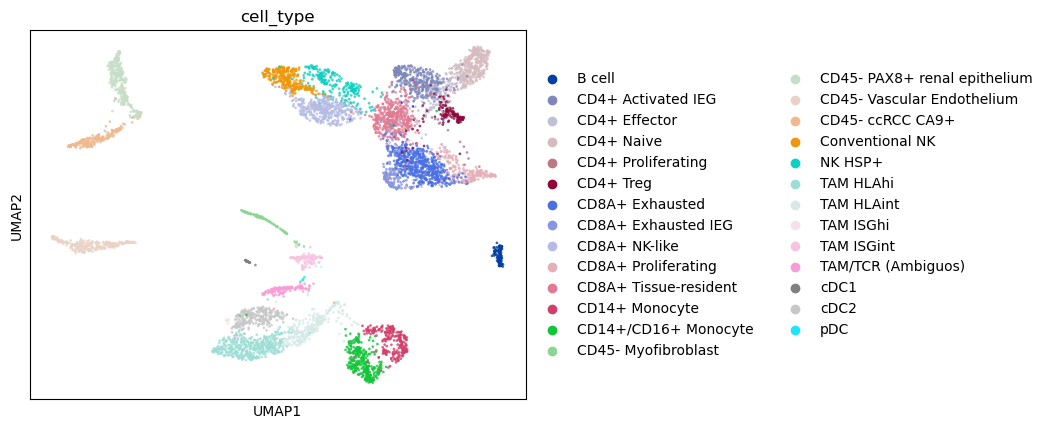 cell_type
UMAP2
UMAP1
B cell
CD4+ Activated IEG
CD4+ Effector
CD4+ Naive
CD4+ Proliferating
CD4+ Treg
CD8A+ Exhausted
CD8A+ Exhausted IEG
CD8A+ NK-like
CD8A+ Proliferating
CD8A+ Tissue-resident
CD14+ Monocyte
CD14+/CD16+ Monocyte
CD45- Myofibroblast
CD45- PAX8+ renal epithelium
CD45- Vascular Endothelium
CD45- ccRCC CA9+
Conventional NK
NK HSP+
TAM HLAhi
TAM HLAint
TAM ISGhi
TAM ISGint
TAM/TCR (Ambiguos)
cDC1
cDC2
pDC